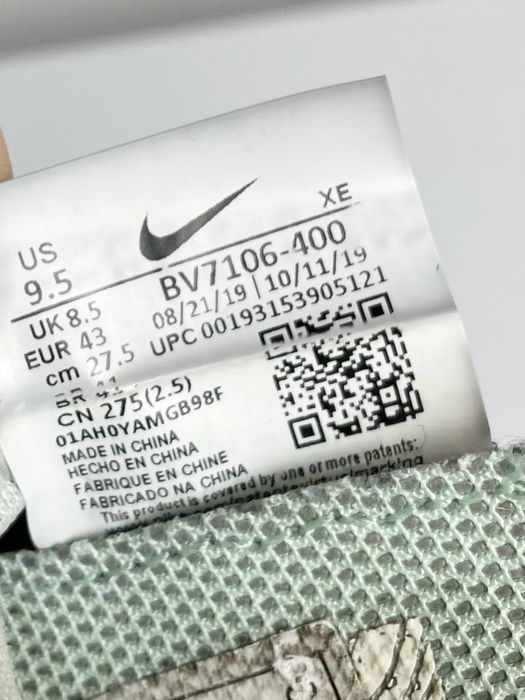 XE
US
9.5
BV7106-400
UK 8.5
08/21/19 | 10/11/19
EUR 43
UPC 00193153905121
cm 27.5
BR 41
CN 275(2.5)
01AH0YAMGB98F
MADE IN CHINA
HECHO EN CHINA
FABRIQUE EN CHINE
FABRICADO NA CHINA
This product is covered by one or more patents: